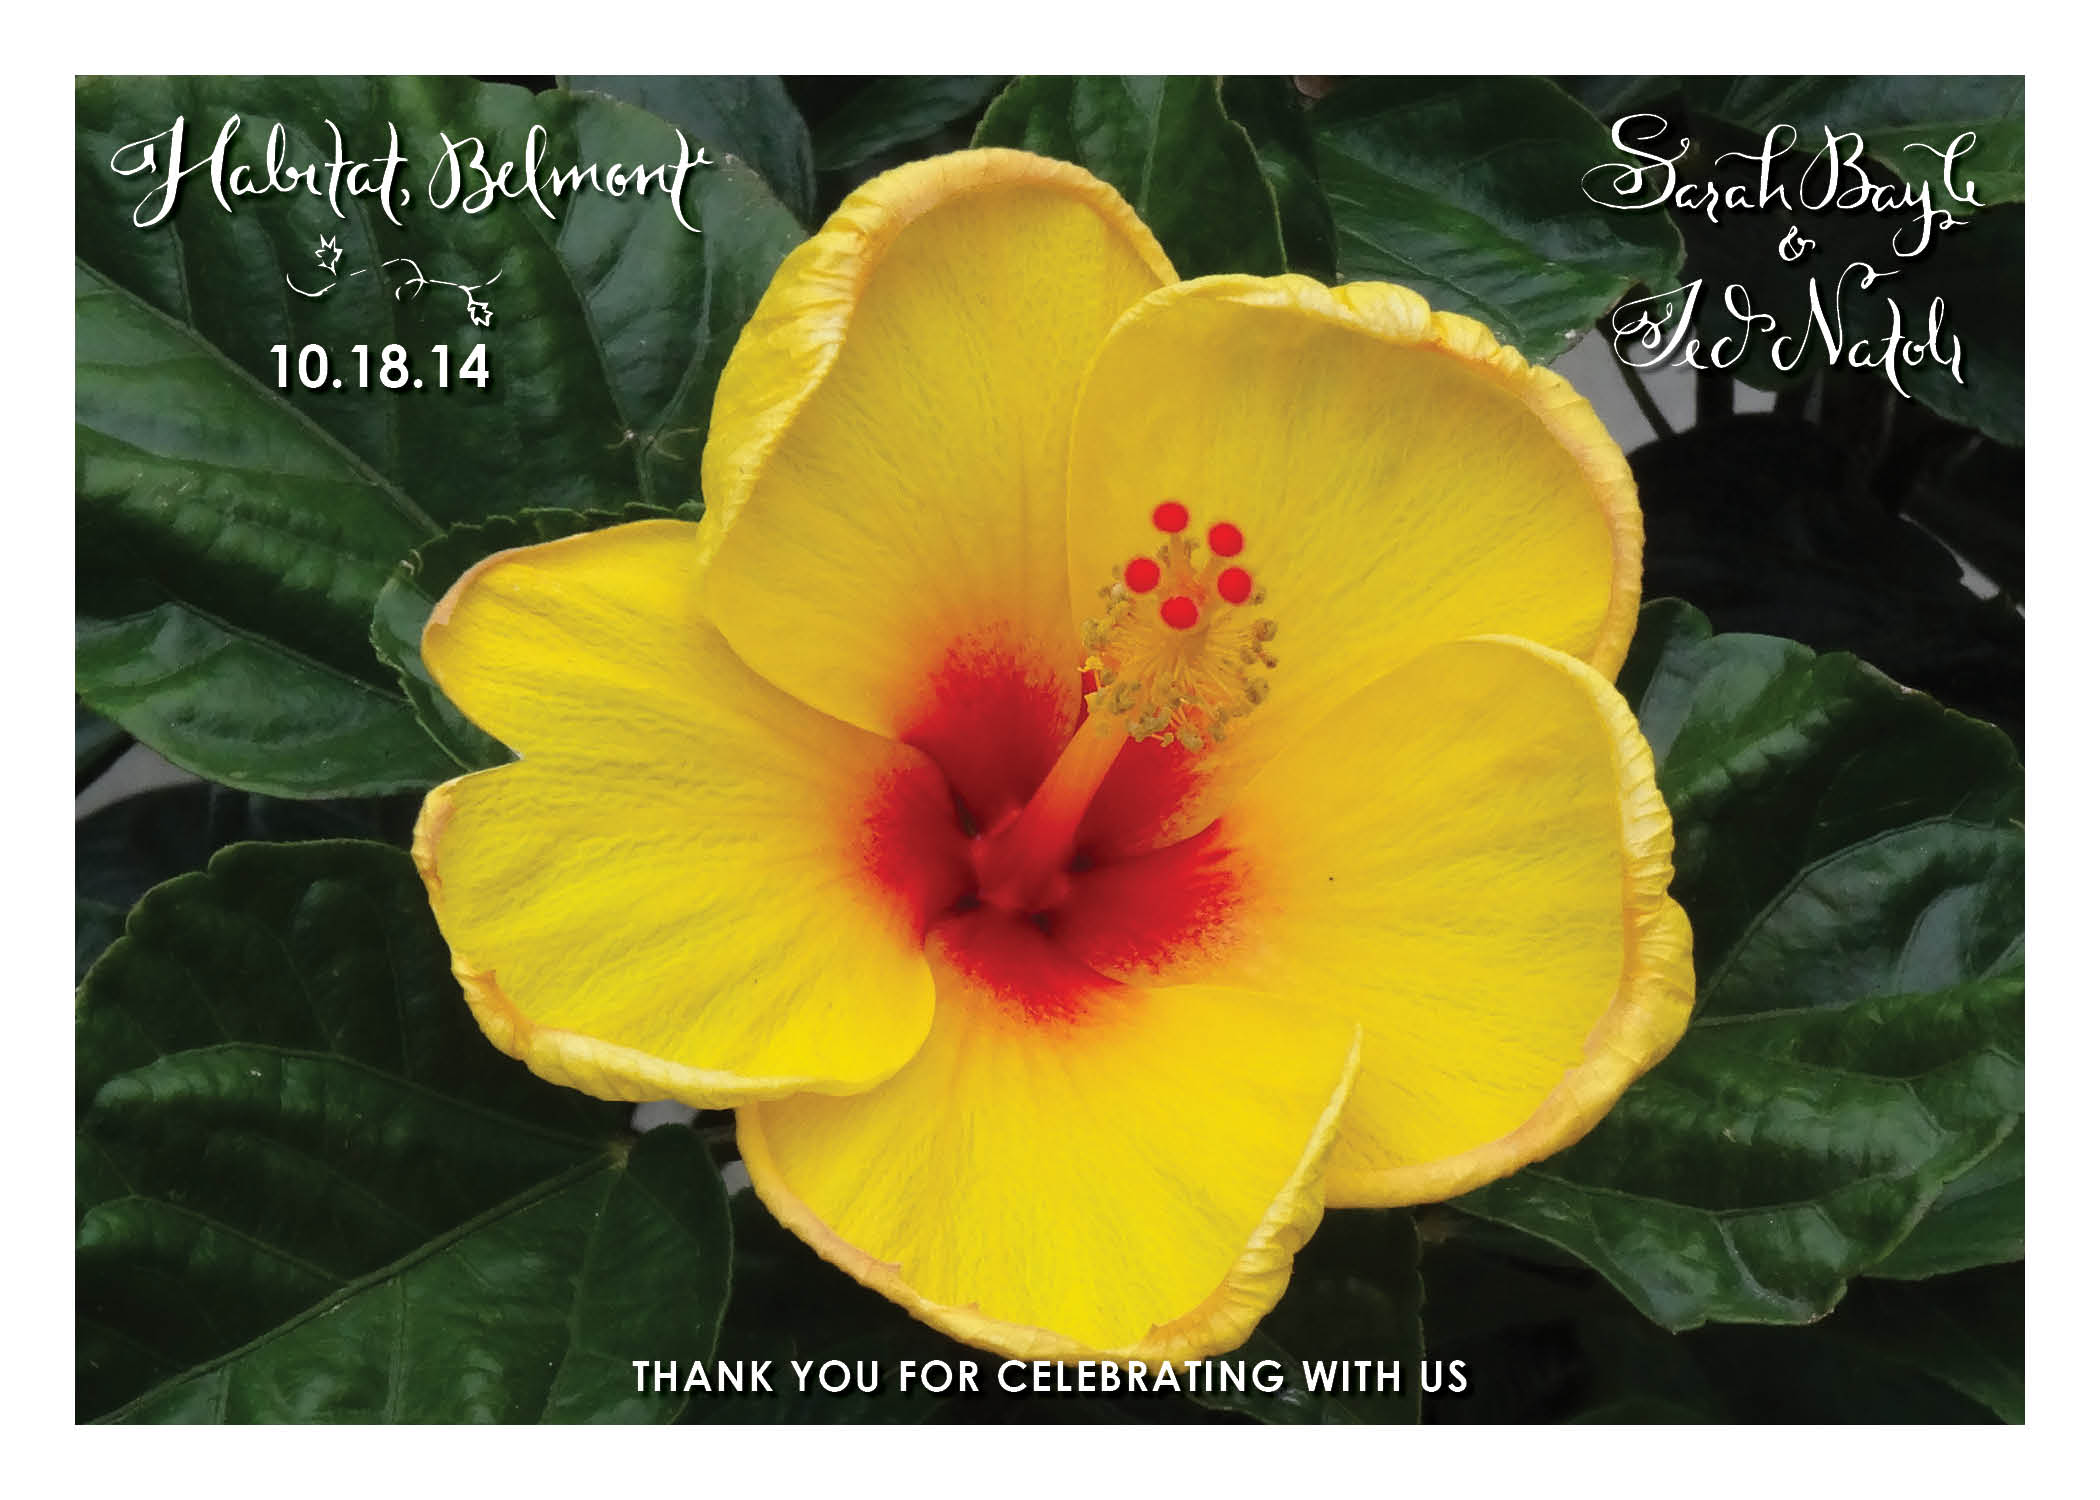 Habitat, Belmont
10.18.14
Sarah Bayle
&
Ted Natoli
THANK YOU FOR CELEBRATING WITH US